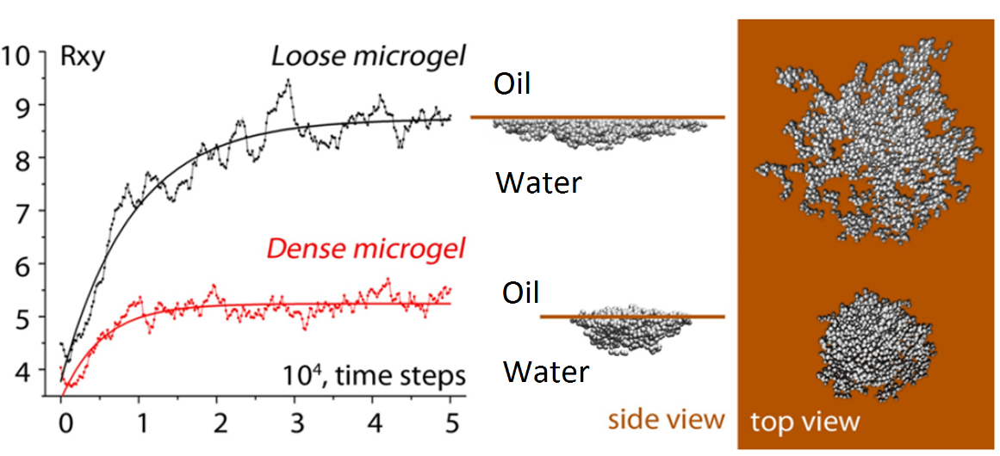 Rxy
Loose microgel
10
9
8
7
6
5
4
Dense microgel
10⁴, time steps
0 1 2 3 4 5
Oil
Water
Oil
Water
side view
top view